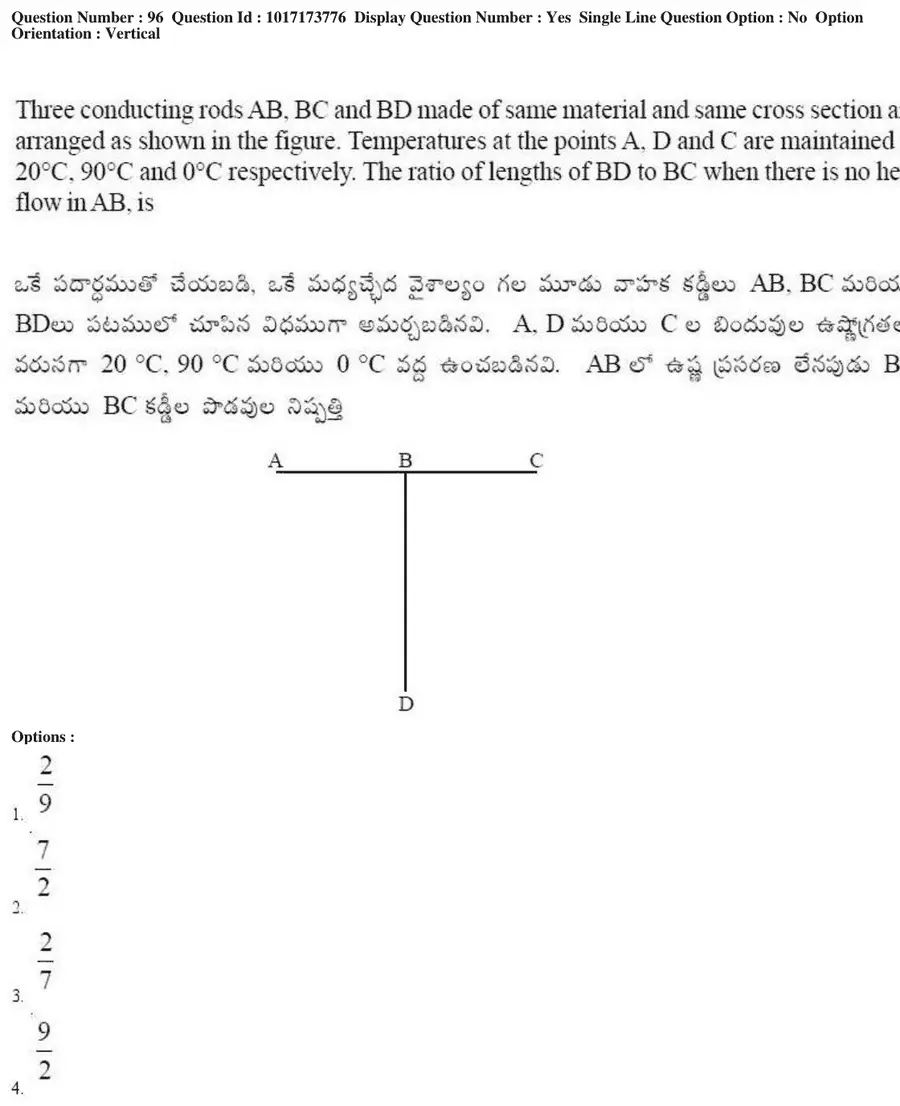 Question Number : 96 Question Id : 1017173776 Display Question Number : Yes Single Line Question Option : No Option
Orientation : Vertical
Three conducting rods AB, BC and BD made of same material and same cross section a
arranged as shown in the figure. Temperatures at the points A, D and C are maintained
20°C, 90°C and 0°C respectively. The ratio of lengths of BD to BC when there is no he
flow in AB, is
ఒకే పదార్థముతో చేయబడి, ఒకే మధ్యచ్ఛేద వైశాల్యం గల మూడు వాహక కడ్డీలు AB, BC మరియ
BDలు పటములో చూపిన విధముగా అమర్చబడినవి. A, D మరియు C ల బిందువుల ఉష్ణోగ్రతల
వరుసగా 20 °C, 90 °C మరియు 0 °C వద్ద ఉంచబడినవి. AB లో ఉష్ణ ప్రసరణ లేనపుడు B
మరియు BC కడ్డీల పొడవుల నిష్పత్తి
A B C
D
Options :
2
9
1.
7
2
2.
2
7
3.
9
2
4.